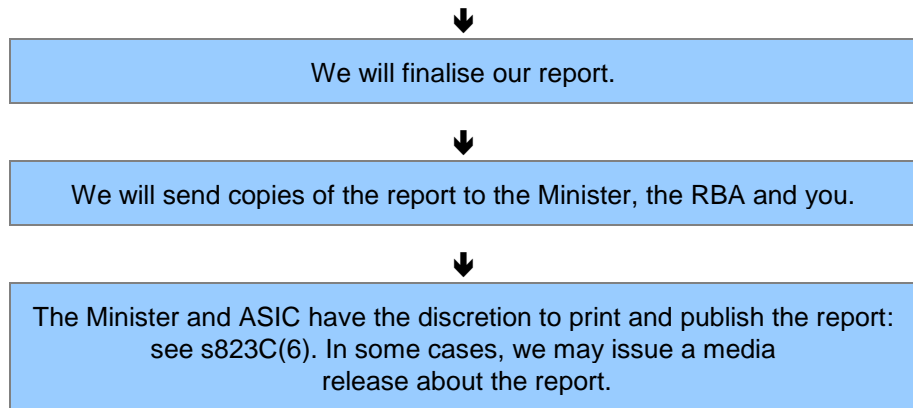 We will finalise our report.
We will send copies of the report to the Minister, the RBA and you.
The Minister and ASIC have the discretion to print and publish the report:
see s823C(6). In some cases, we may issue a media
release about the report.